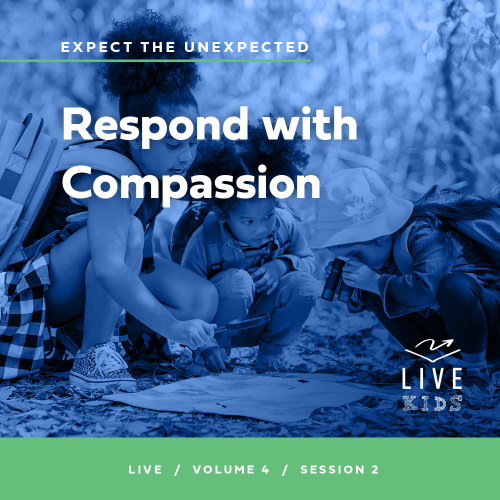 EXPECT THE UNEXPECTED
Respond with
Compassion
LIVE
KIDS
LIVE / VOLUME 4 / SESSION 2